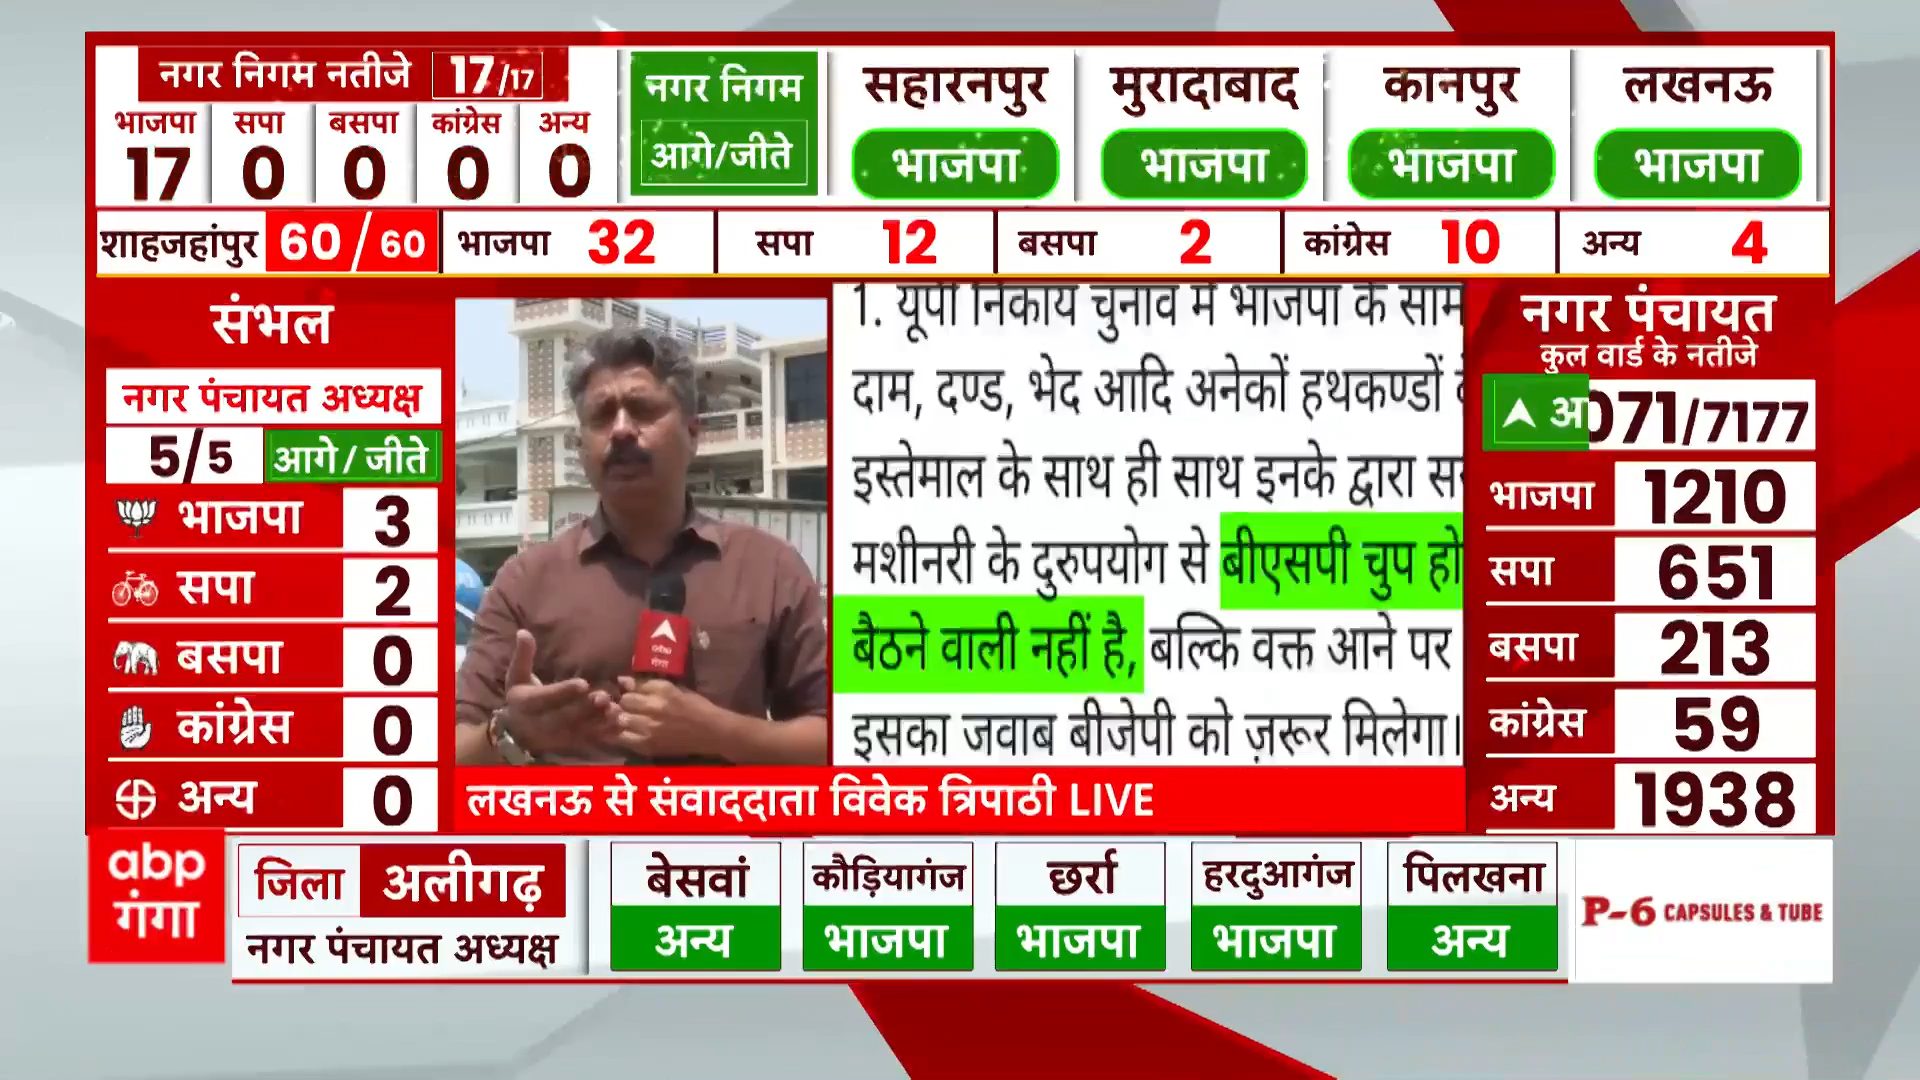 नगर निगम नतीजे 17/17
भाजपा सपा बसपा कांग्रेस अन्य
17 0 0 0 0
नगर निगम
आगे/जीते
सहारनपुर मुरादाबाद कानपुर लखनऊ
भाजपा भाजपा भाजपा भाजपा
शाहजहांपुर 60/60 भाजपा 32 सपा 12 बसपा 2 कांग्रेस 10 अन्य 4
संभल
नगर पंचायत अध्यक्ष
5/5 आगे/जीते
भाजपा 3
सपा 2
बसपा 0
कांग्रेस 0
अन्य 0
1. यूपी निकाय चुनाव में भाजपा के साम
दाम, दण्ड, भेद आदि अनेकों हथकण्डों
इस्तेमाल के साथ ही साथ इनके द्वारा
मशीनरी के दुरुपयोग से बीएसपी चुप हो
बैठने वाली नहीं है, बल्कि वक्त आने पर
इसका जवाब बीजेपी को ज़रूर मिलेगा।
लखनऊ से संवाददाता विवेक त्रिपाठी LIVE
नगर पंचायत
कुल वार्ड के नतीजे
071/7177
भाजपा 1210
सपा 651
बसपा 213
कांग्रेस 59
अन्य 1938
abp
गंगा
जिला अलीगढ़
नगर पंचायत अध्यक्ष
बेसवां कौड़ियागंज छर्रा हरदुआगंज पिलखना
अन्य भाजपा भाजपा भाजपा अन्य
P-6 CAPSULES & TUBE